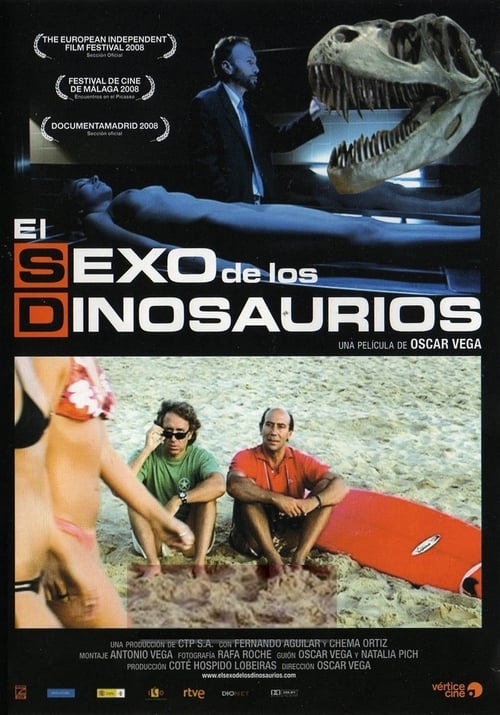 THE EUROPEAN INDEPENDENT
FILM FESTIVAL 2008
Sección Oficial
FESTIVAL DE CINE
DE MÁLAGA 2008
Encuentros en el Picasso
DOCUMENTAMADRID 2008
Sección oficial
El
SEXO de los
DINOSAURIOS
UNA PELÍCULA DE OSCAR VEGA
UNA PRODUCCIÓN DE CTP S.A. CON FERNANDO AGUILAR Y CHEMA ORTIZ
MONTAJE ANTONIO VEGA FOTOGRAFÍA RAFA ROCHE GUIÓN OSCAR VEGA Y NATALIA PICH
PRODUCCIÓN COTÉ HOSPIDO LOBEIRAS DIRECCIÓN OSCAR VEGA
www.elsexodelosdinosaurios.com
rtve
vértice
cine